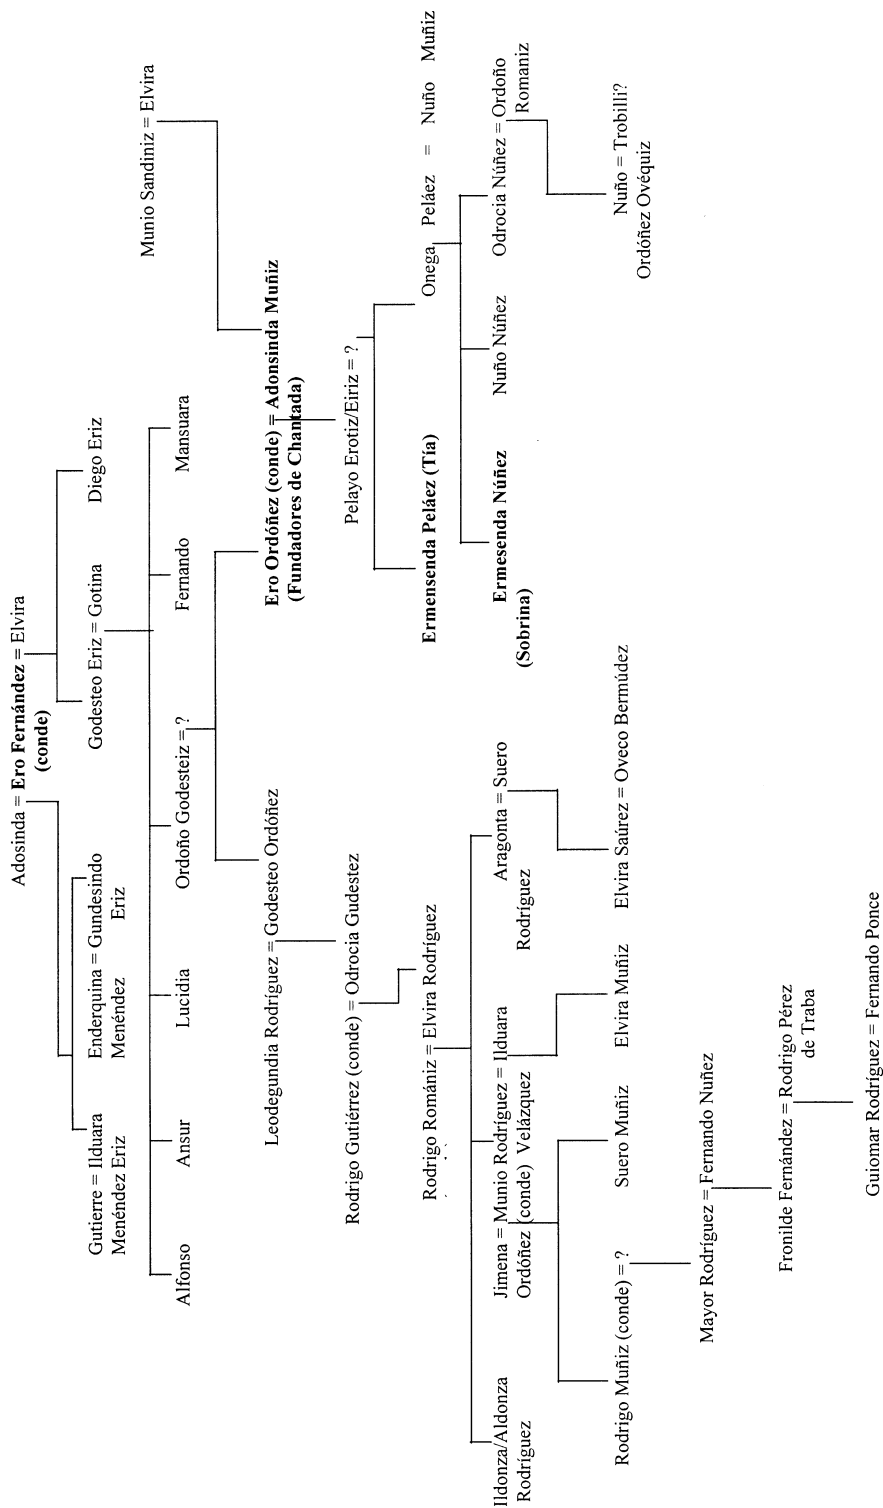 Adosinda = Ero Fernández = Elvira
(conde)
Gutierre = Ilduara
Menéndez Eriz
Enderquina = Gundesindo
Menéndez Eriz
Godesteo Eriz = Gotina
Diego Eriz
Munio Sandiniz = Elvira
Alfonso
Ansur
Lucidia
Ordoño Godesteiz = ?
Fernando
Mansuara
Leodegundia Rodríguez = Godesteo Ordóñez
Ero Ordóñez (conde) = Adonsinda Muñiz
(Fundadores de Chantada)
Rodrigo Gutiérrez (conde) = Odrocia Gudestez
Pelayo Erotiz/Eiriz = ?
Rodrigo Romániz = Elvira Rodríguez
Ermensenda Peláez (Tía)
Onega Peláez = Nuño Muñiz
Ildonza/Aldonza
Rodríguez
Jimena = Munio Rodríguez = Ilduara
Ordóñez (conde) Velázquez
Aragonta = Suero
Rodríguez
Ermesenda Núñez
(Sobrina)
Nuño Núñez
Odrocia Núñez = Ordoño
Romaniz
Rodrigo Muñiz (conde) = ?
Suero Muñiz
Elvira Muñiz
Elvira Saúrez = Oveco Bermúdez
Nuño = Trobilli?
Ordóñez Ovéquiz
Mayor Rodríguez = Fernando Nuñez
Fronilde Fernández = Rodrigo Pérez
de Traba
Guiomar Rodríguez = Fernando Ponce